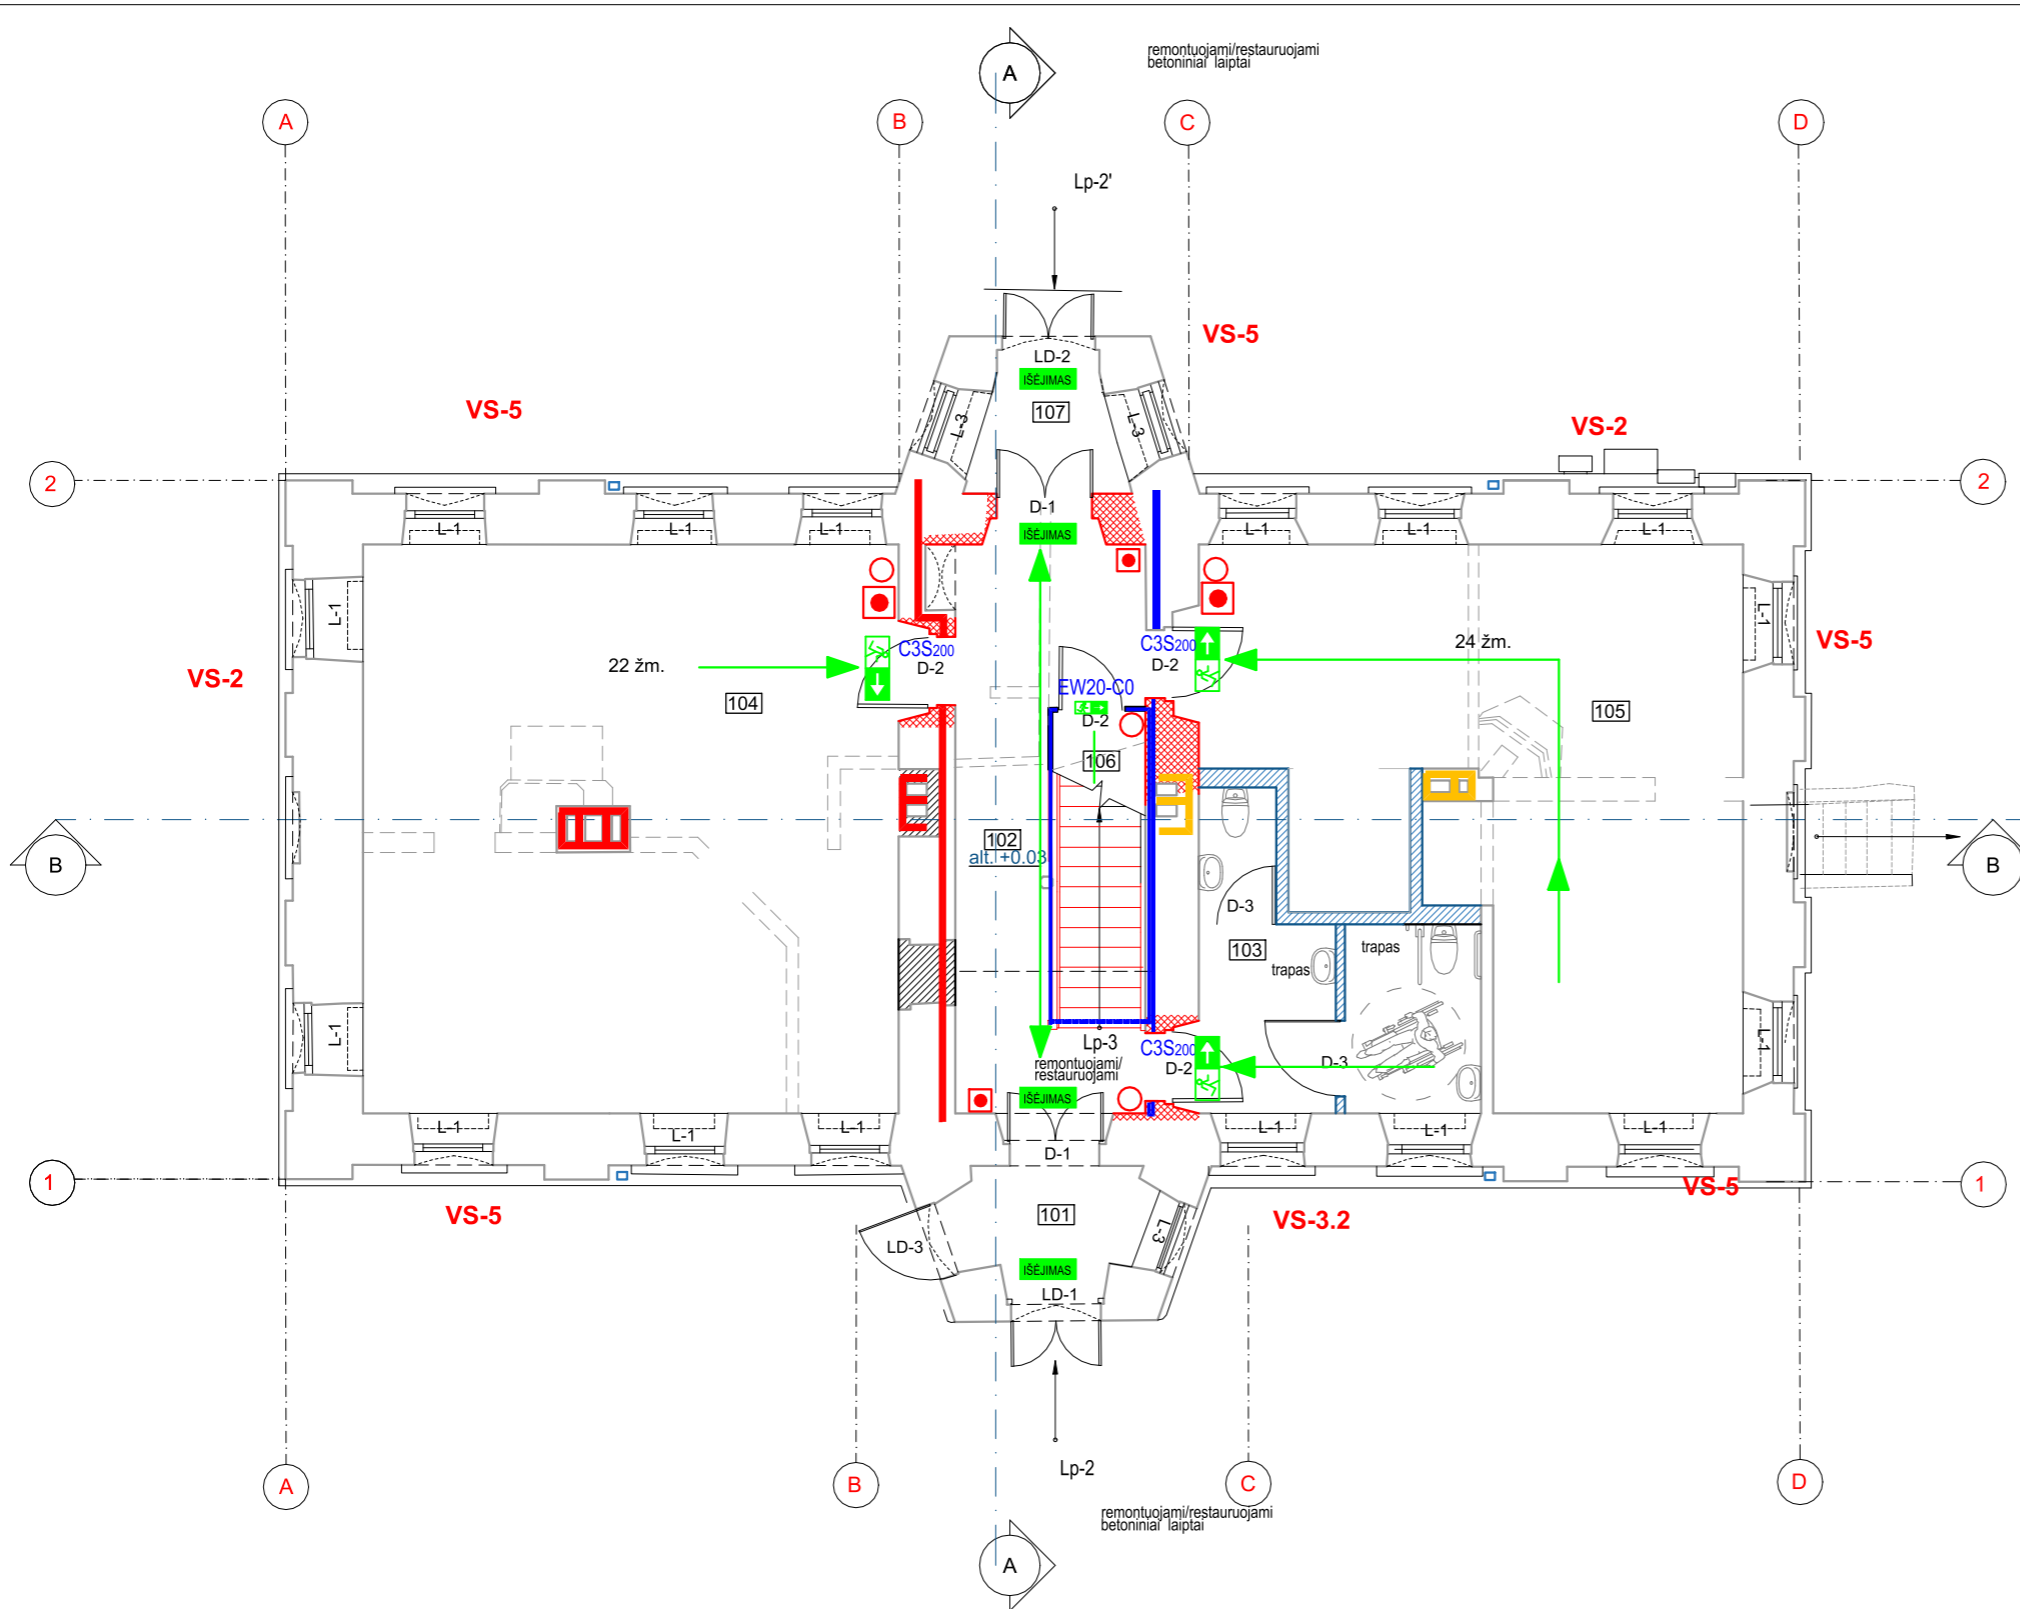 A
remontuojami/restauruojami
betoniniai laiptai
A
B
C
D
Lp-2'
VS-5
LD-2
IŠĖJIMAS
107
L-3
L-3
VS-5
VS-2
2
2
L-1
L-1
L-1
D-1
IŠĖJIMAS
L-1
L-1
L-1
L-1
L-1
C3S200
D-2
C3S200
D-2
22 žm.
24 žm.
VS-5
VS-2
EW20-C0
D-2
104
105
106
102
alt. +0.03
B
B
D-3
103
trapas
trapas
L-1
L-1
Lp-3
remontuojami/
restauruojami
C3S200
D-2
D-3
IŠĖJIMAS
L-1
L-1
L-1
L-1
L-1
L-1
D-1
1
1
VS-5
VS-5
VS-3.2
101
L-3
LD-3
IŠĖJIMAS
LD-1
Lp-2
A
B
C
D
remontuojami/restauruojami
betoniniai laiptai
A